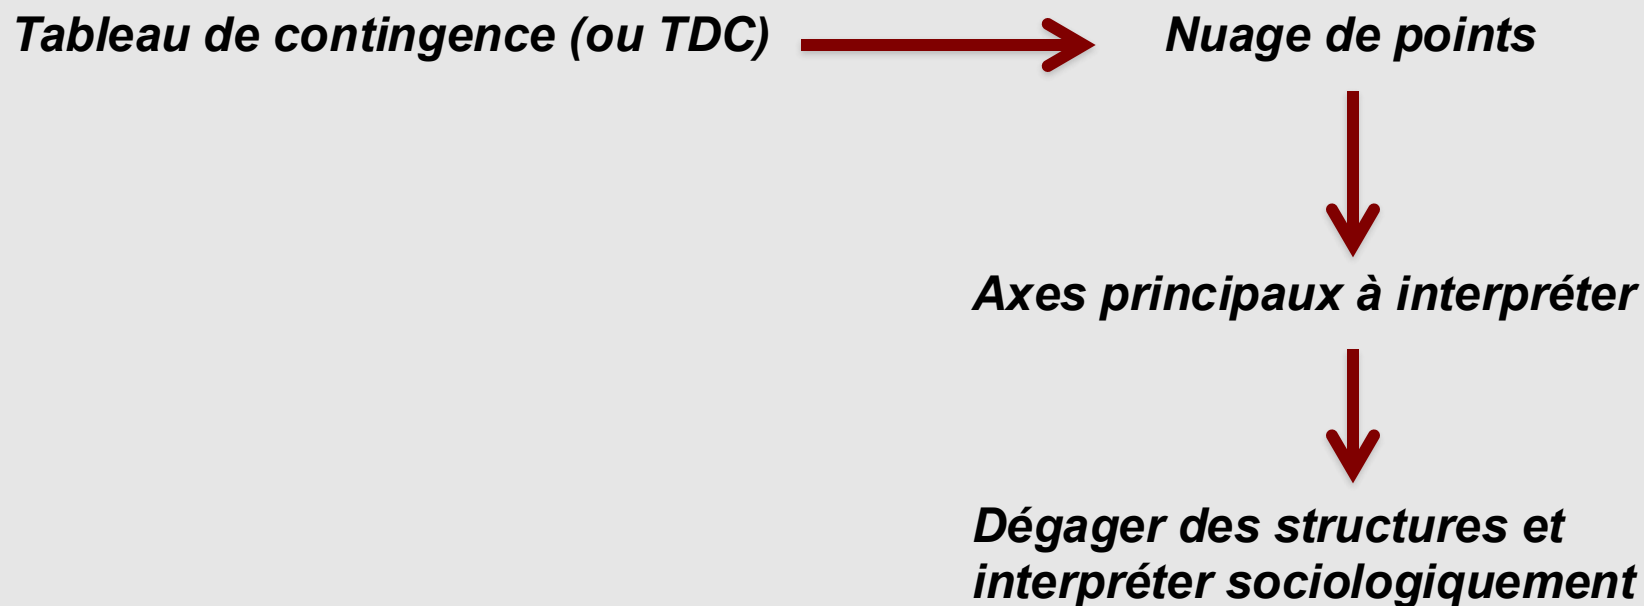 Tableau de contingence (ou TDC)
Nuage de points
Axes principaux à interpréter
Dégager des structures et
interpréter sociologiquement